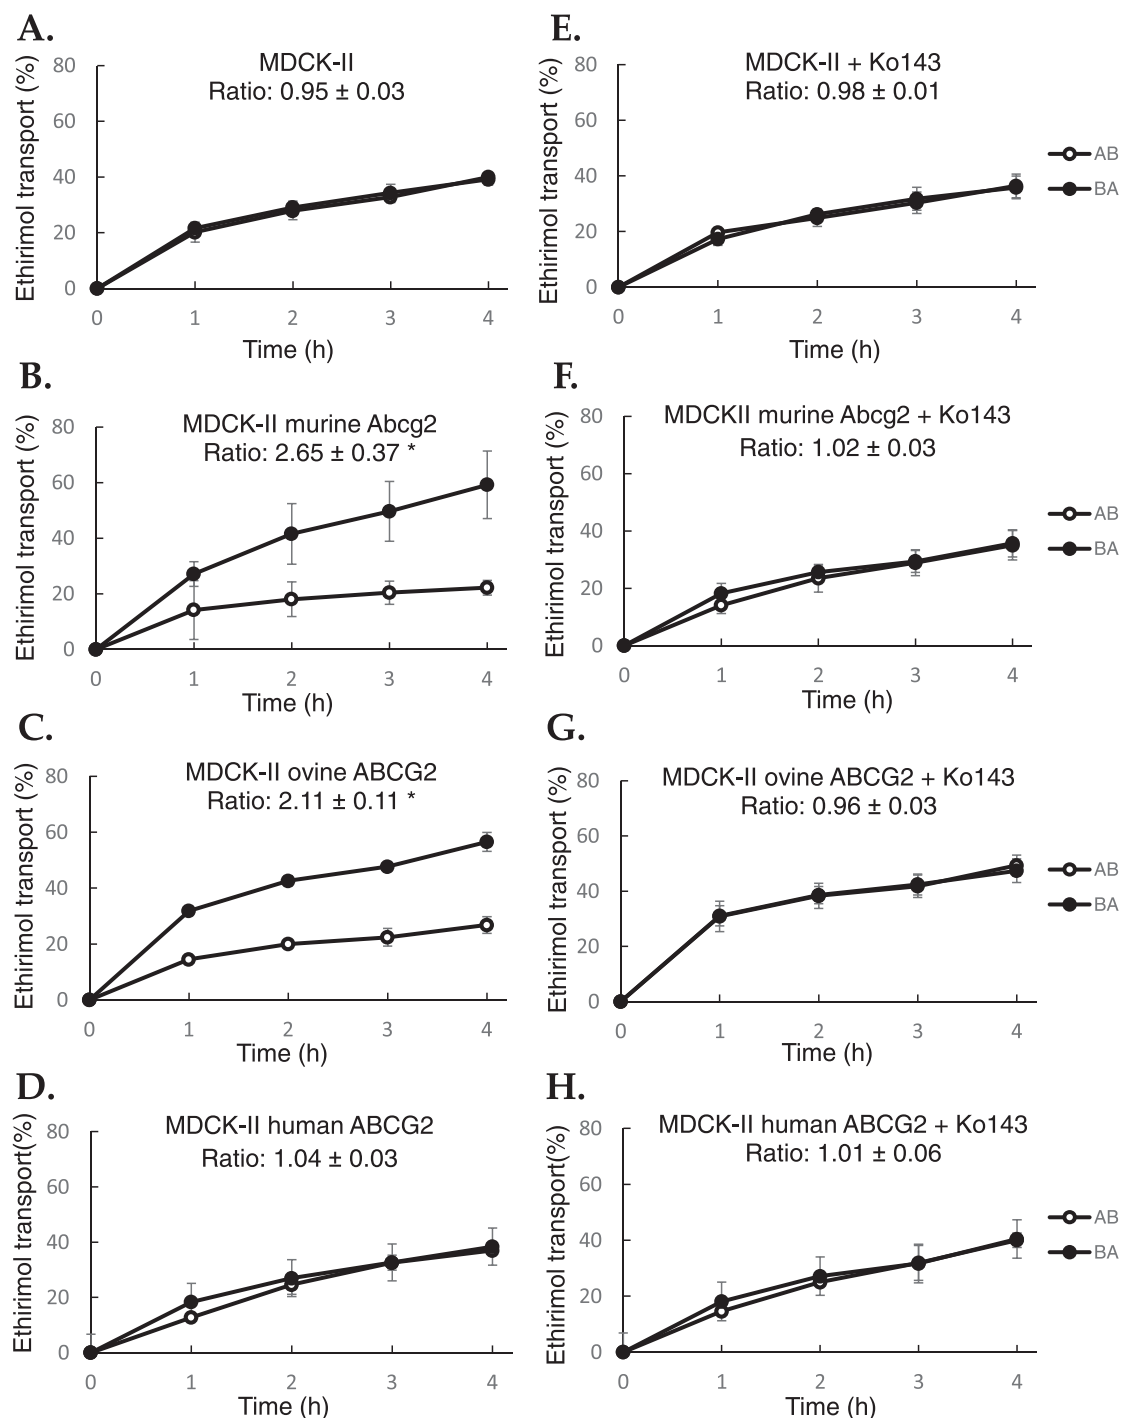 A.
MDCK-II
Ratio: 0.95 ± 0.03
Ethirimol transport (%)
80
60
40
20
0
0 1 2 3 4
Time (h)
E.
MDCK-II + Ko143
Ratio: 0.98 ± 0.01
Ethirimol transport (%)
80
60
40
20
0
0 1 2 3 4
Time (h)
AB
BA
B.
MDCK-II murine Abcg2
Ratio: 2.65 ± 0.37 *
Ethirimol transport (%)
80
60
40
20
0
0 1 2 3 4
Time (h)
F.
MDCKII murine Abcg2 + Ko143
Ratio: 1.02 ± 0.03
Ethirimol transport (%)
80
60
40
20
0
0 1 2 3 4
Time (h)
AB
BA
C.
MDCK-II ovine ABCG2
Ratio: 2.11 ± 0.11 *
Ethirimol transport (%)
80
60
40
20
0
0 1 2 3 4
Time (h)
G.
MDCK-II ovine ABCG2 + Ko143
Ratio: 0.96 ± 0.03
Ethirimol transport (%)
80
60
40
20
0
0 1 2 3 4
Time (h)
AB
BA
D.
MDCK-II human ABCG2
Ratio: 1.04 ± 0.03
Ethirimol transport(%)
80
60
40
20
0
0 1 2 3 4
Time (h)
H.
MDCK-II human ABCG2 + Ko143
Ratio: 1.01 ± 0.06
Ethirimol transport(%)
80
60
40
20
0
0 1 2 3 4
Time (h)
AB
BA